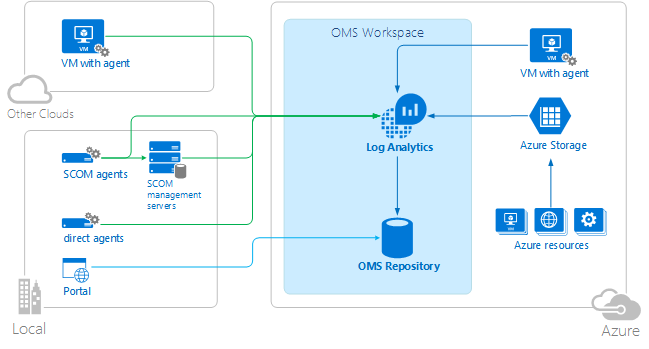 OMS Workspace
VM
VM with agent
Other Clouds
VM
VM with agent
Log Analytics
Azure Storage
SCOM agents
SCOM
management
servers
direct agents
VM
Azure resources
Portal
OMS Repository
Local
Azure